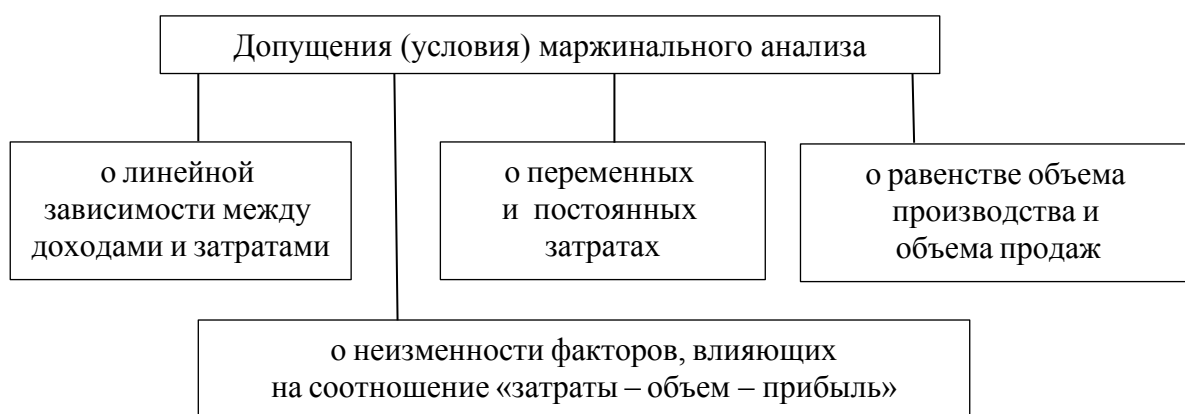 Допущения (условия) маржинального анализа
о линейной
зависимости между
доходами и затратами
о переменных
и постоянных
затратах
о равенстве объема
производства и
объема продаж
о неизменности факторов, влияющих
на соотношение «затраты – объем – прибыль»